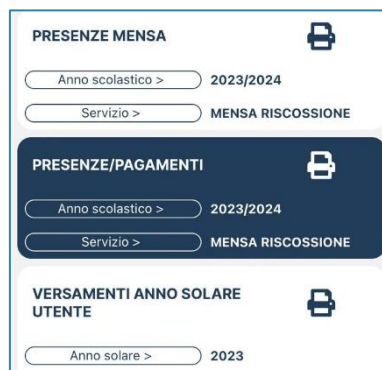 PRESENZE MENSA
Anno scolastico > 2023/2024
Servizio > MENSA RISCOSSIONE
PRESENZE/PAGAMENTI
Anno scolastico > 2023/2024
Servizio > MENSA RISCOSSIONE
VERSAMENTI ANNO SOLARE
UTENTE
Anno solare > 2023